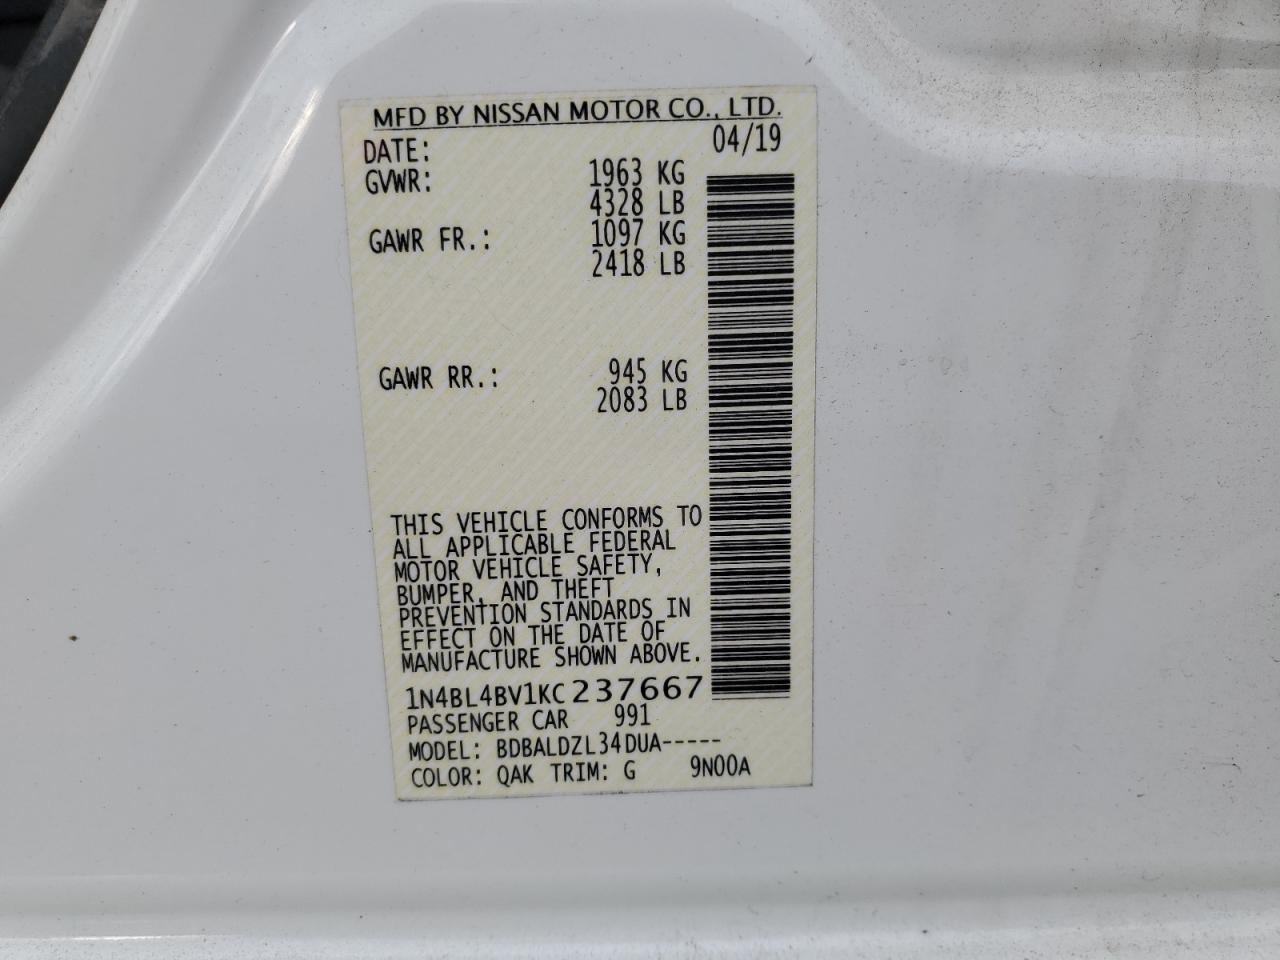 MFD BY NISSAN MOTOR CO., LTD.
DATE: 04/19
GVWR: 1963 KG
4328 LB
GAWR FR.: 1097 KG
2418 LB
GAWR RR.: 945 KG
2083 LB
THIS VEHICLE CONFORMS TO
ALL APPLICABLE FEDERAL
MOTOR VEHICLE SAFETY,
BUMPER, AND THEFT
PREVENTION STANDARDS IN
EFFECT ON THE DATE OF
MANUFACTURE SHOWN ABOVE.
1N4BL4BV1KC237667
PASSENGER CAR 991
MODEL: BDBALDZL34DUA-----
COLOR: QAK TRIM: G 9N00A